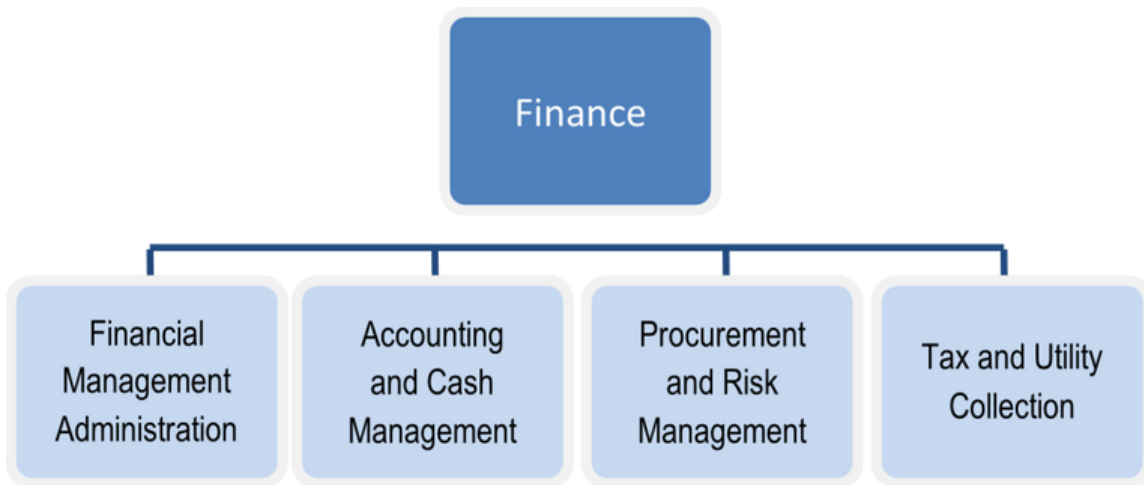 Finance
Financial
Management
Administration
Accounting
and Cash
Management
Procurement
and Risk
Management
Tax and Utility
Collection